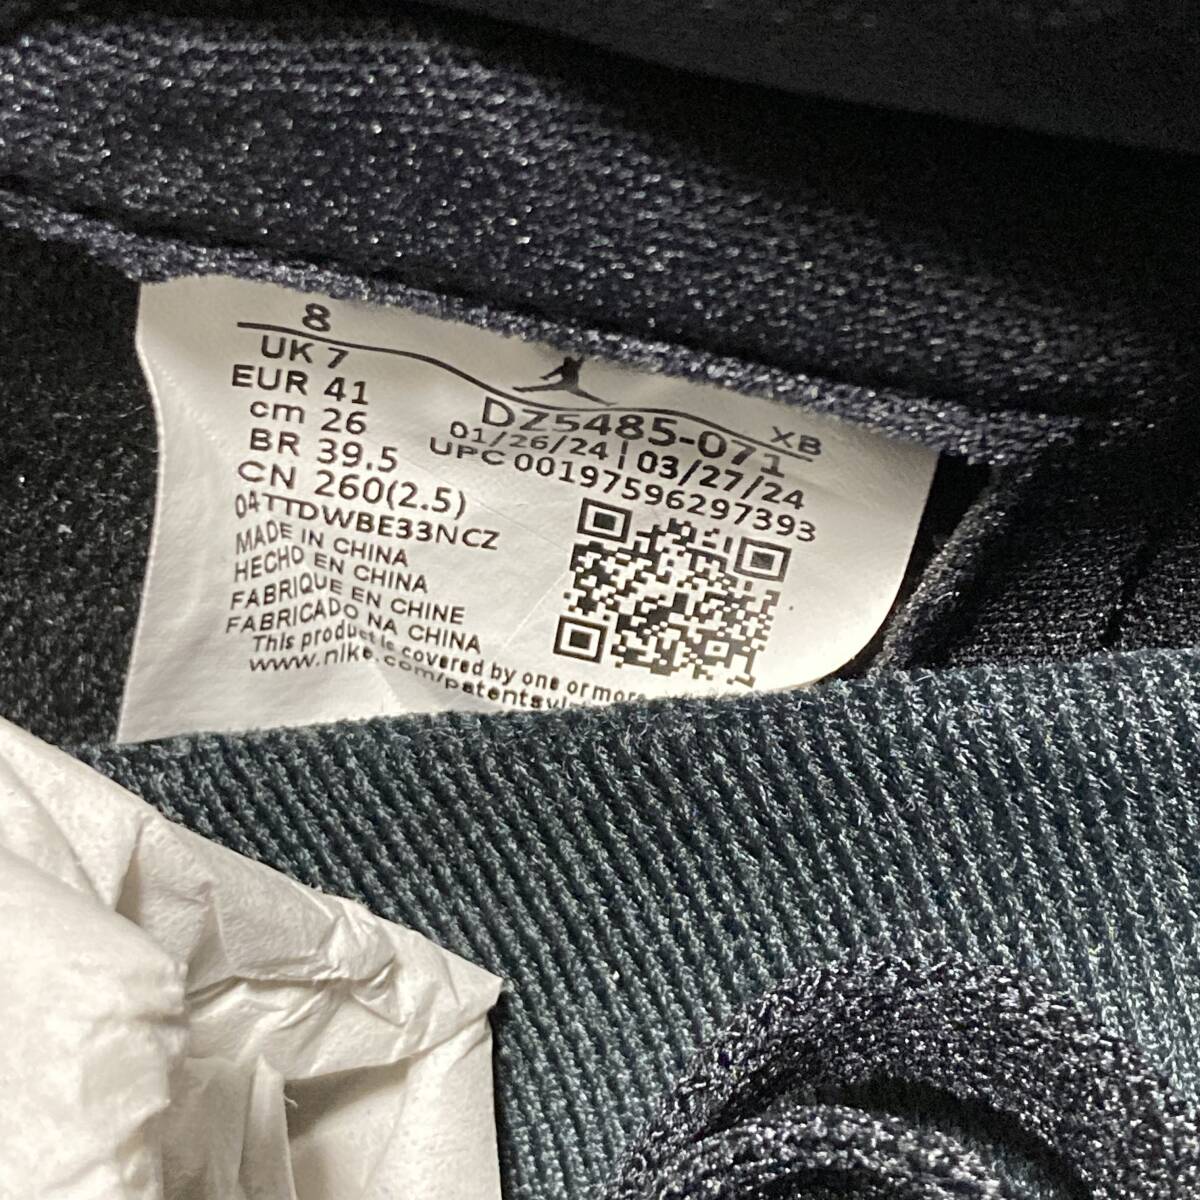 8
UK 7
EUR 41
cm 26
BR 39.5
CN 260(2.5)
04TTDWBE33NCZ
MADE IN CHINA
HECHO EN CHINA
FABRIQUE EN CHINE
FABRICADO NA CHINA
This product is covered by one or more
www.nike.com/patents
XB
DZ5485-071
01/26/24 | 03/27/24
UPC 00197596297393